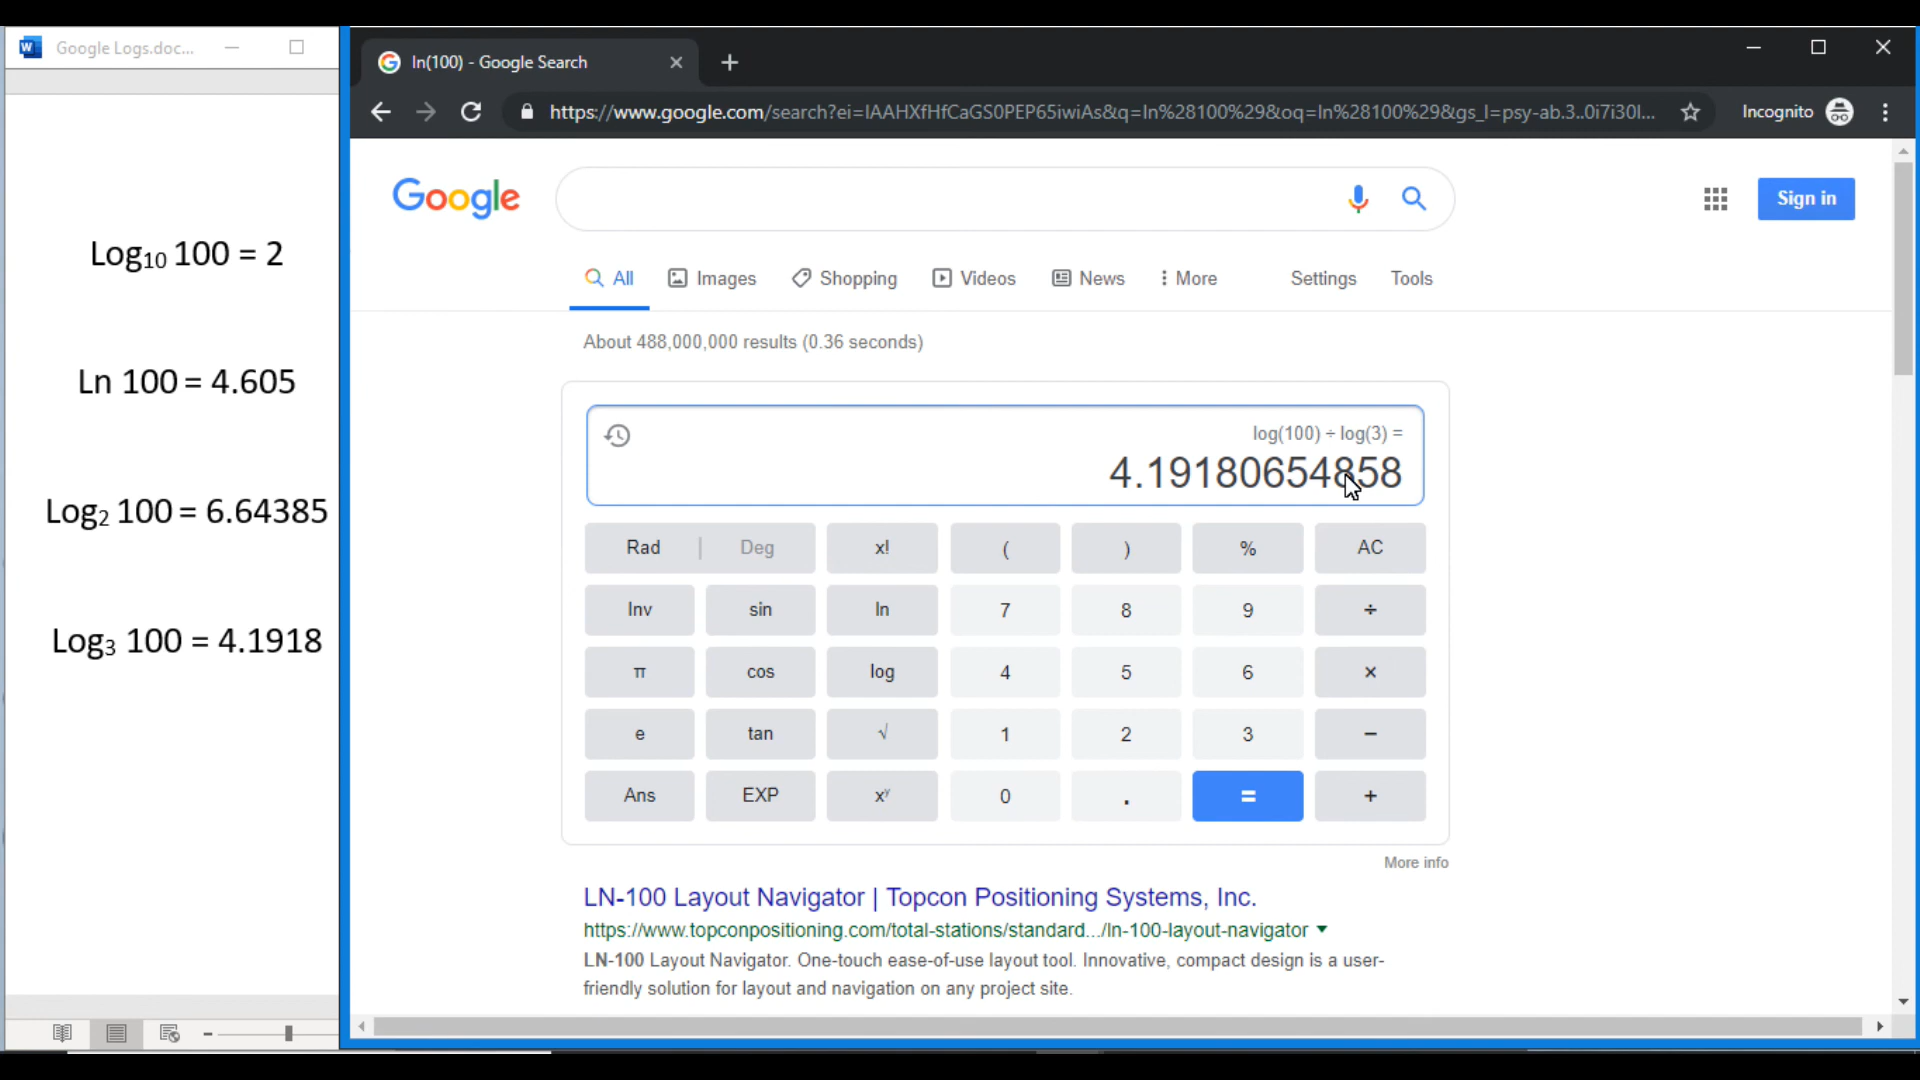 Google Logs.doc...
Log10 100 = 2
Ln 100 = 4.605
Log2 100 = 6.64385
Log3 100 = 4.1918
ln(100) - Google Search
https://www.google.com/search?ei=IAAHXfHfCaGS0PEP65iwiAs&q=ln%28100%29&oq=ln%28100%29&gs_l=psy-ab.3..0i7i30l...
Incognito
Google
Sign in
All Images Shopping Videos News More Settings Tools
About 488,000,000 results (0.36 seconds)
log(100) ÷ log(3) =
4.19180654858
Rad | Deg x! ( ) % AC
Inv sin ln 7 8 9 ÷
π cos log 4 5 6 ×
e tan √ 1 2 3 −
Ans EXP xʸ 0 . = +
More info
LN-100 Layout Navigator | Topcon Positioning Systems, Inc.
https://www.topconpositioning.com/total-stations/standard.../ln-100-layout-navigator
LN-100 Layout Navigator. One-touch ease-of-use layout tool. Innovative, compact design is a user-
friendly solution for layout and navigation on any project site.